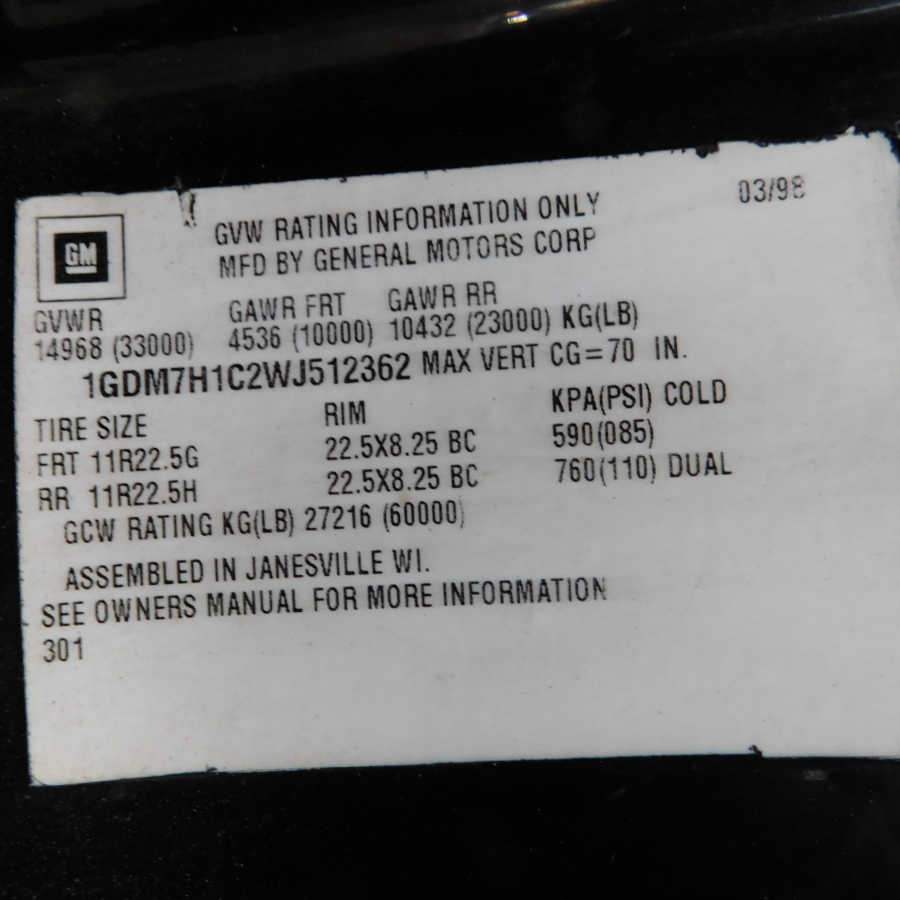 03/98
GM
GVW RATING INFORMATION ONLY
MFD BY GENERAL MOTORS CORP
GVWR GAWR FRT GAWR RR
14968 (33000) 4536 (10000) 10432 (23000) KG(LB)
1GDM7H1C2WJ512362 MAX VERT CG=70 IN.
TIRE SIZE RIM KPA(PSI) COLD
FRT 11R22.5G 22.5X8.25 BC 590(085)
RR 11R22.5H 22.5X8.25 BC 760(110) DUAL
GCW RATING KG(LB) 27216 (60000)
ASSEMBLED IN JANESVILLE WI.
SEE OWNERS MANUAL FOR MORE INFORMATION
301